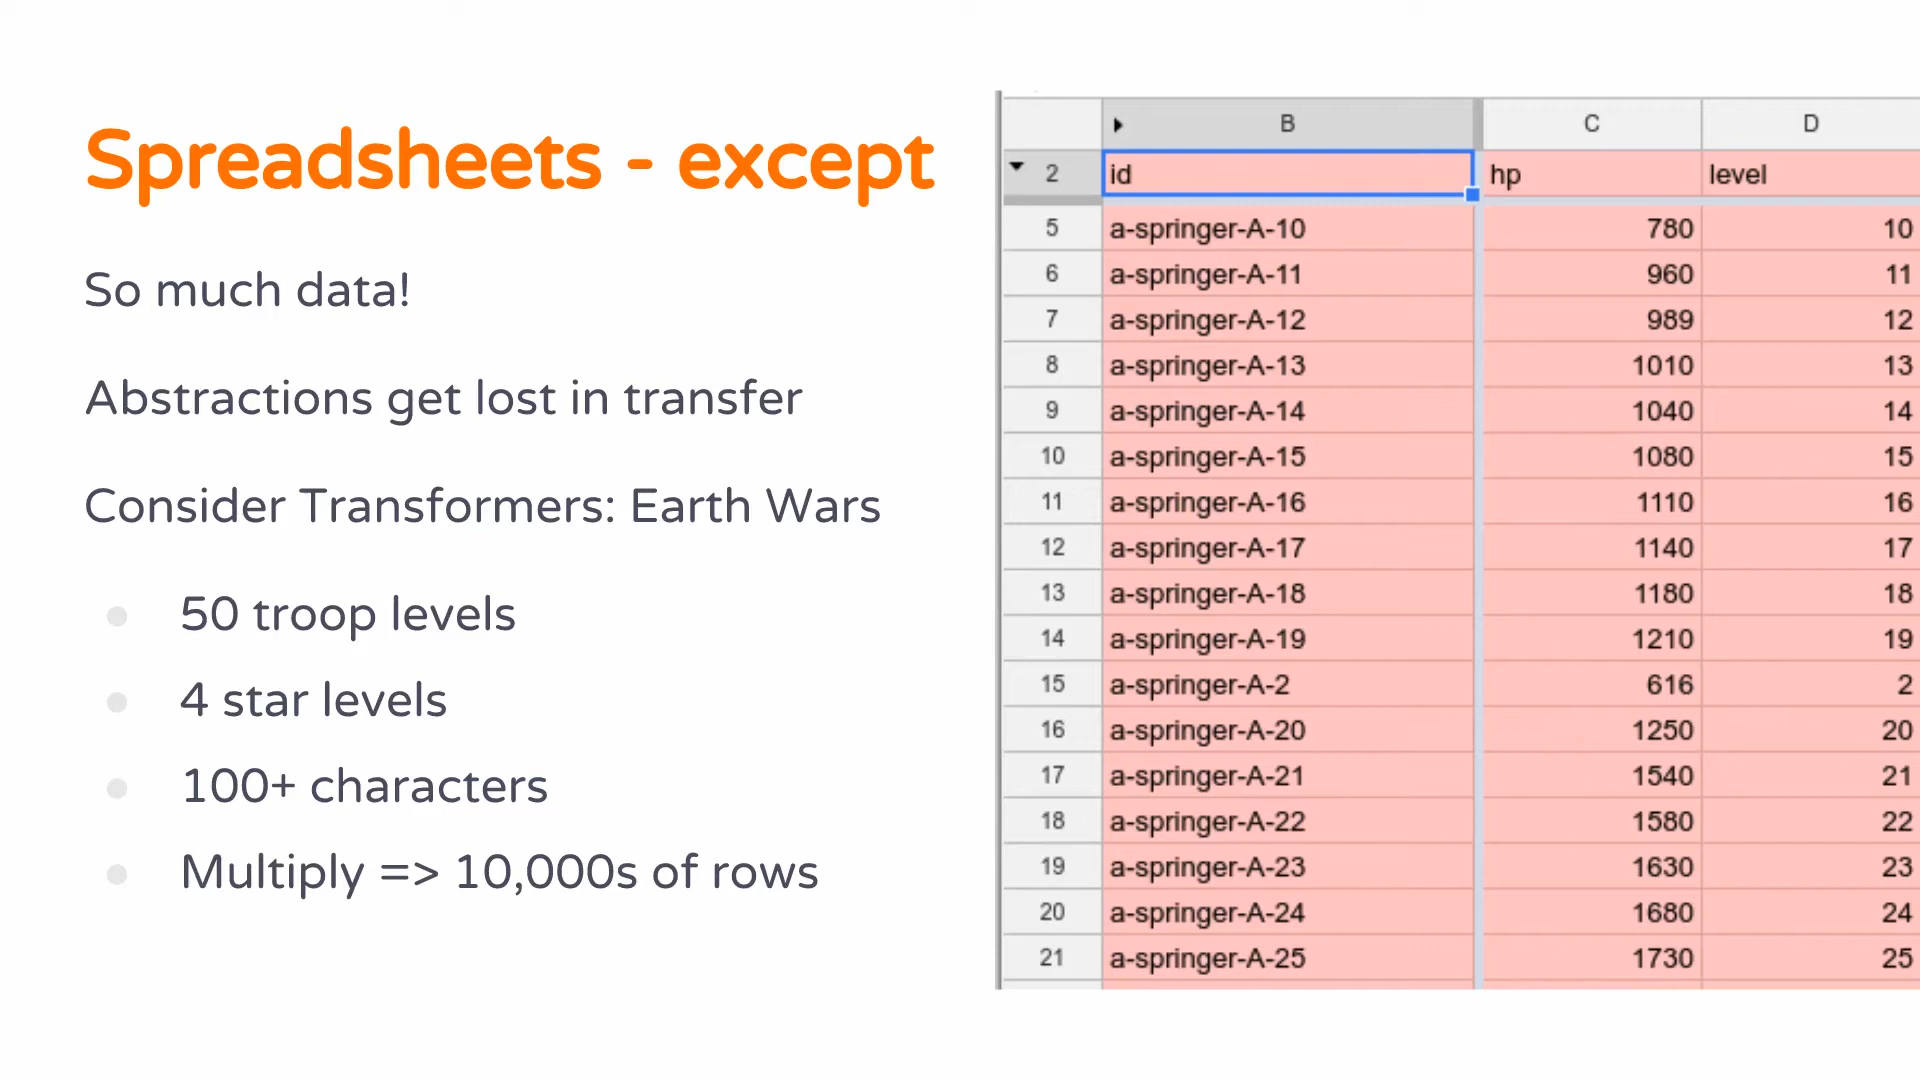 Spreadsheets - except
So much data!
Abstractions get lost in transfer
Consider Transformers: Earth Wars
50 troop levels
4 star levels
100+ characters
Multiply => 10,000s of rows
B C D
2 id hp level
5 a-springer-A-10 780 10
6 a-springer-A-11 960 11
7 a-springer-A-12 989 12
8 a-springer-A-13 1010 13
9 a-springer-A-14 1040 14
10 a-springer-A-15 1080 15
11 a-springer-A-16 1110 16
12 a-springer-A-17 1140 17
13 a-springer-A-18 1180 18
14 a-springer-A-19 1210 19
15 a-springer-A-2 616 2
16 a-springer-A-20 1250 20
17 a-springer-A-21 1540 21
18 a-springer-A-22 1580 22
19 a-springer-A-23 1630 23
20 a-springer-A-24 1680 24
21 a-springer-A-25 1730 25